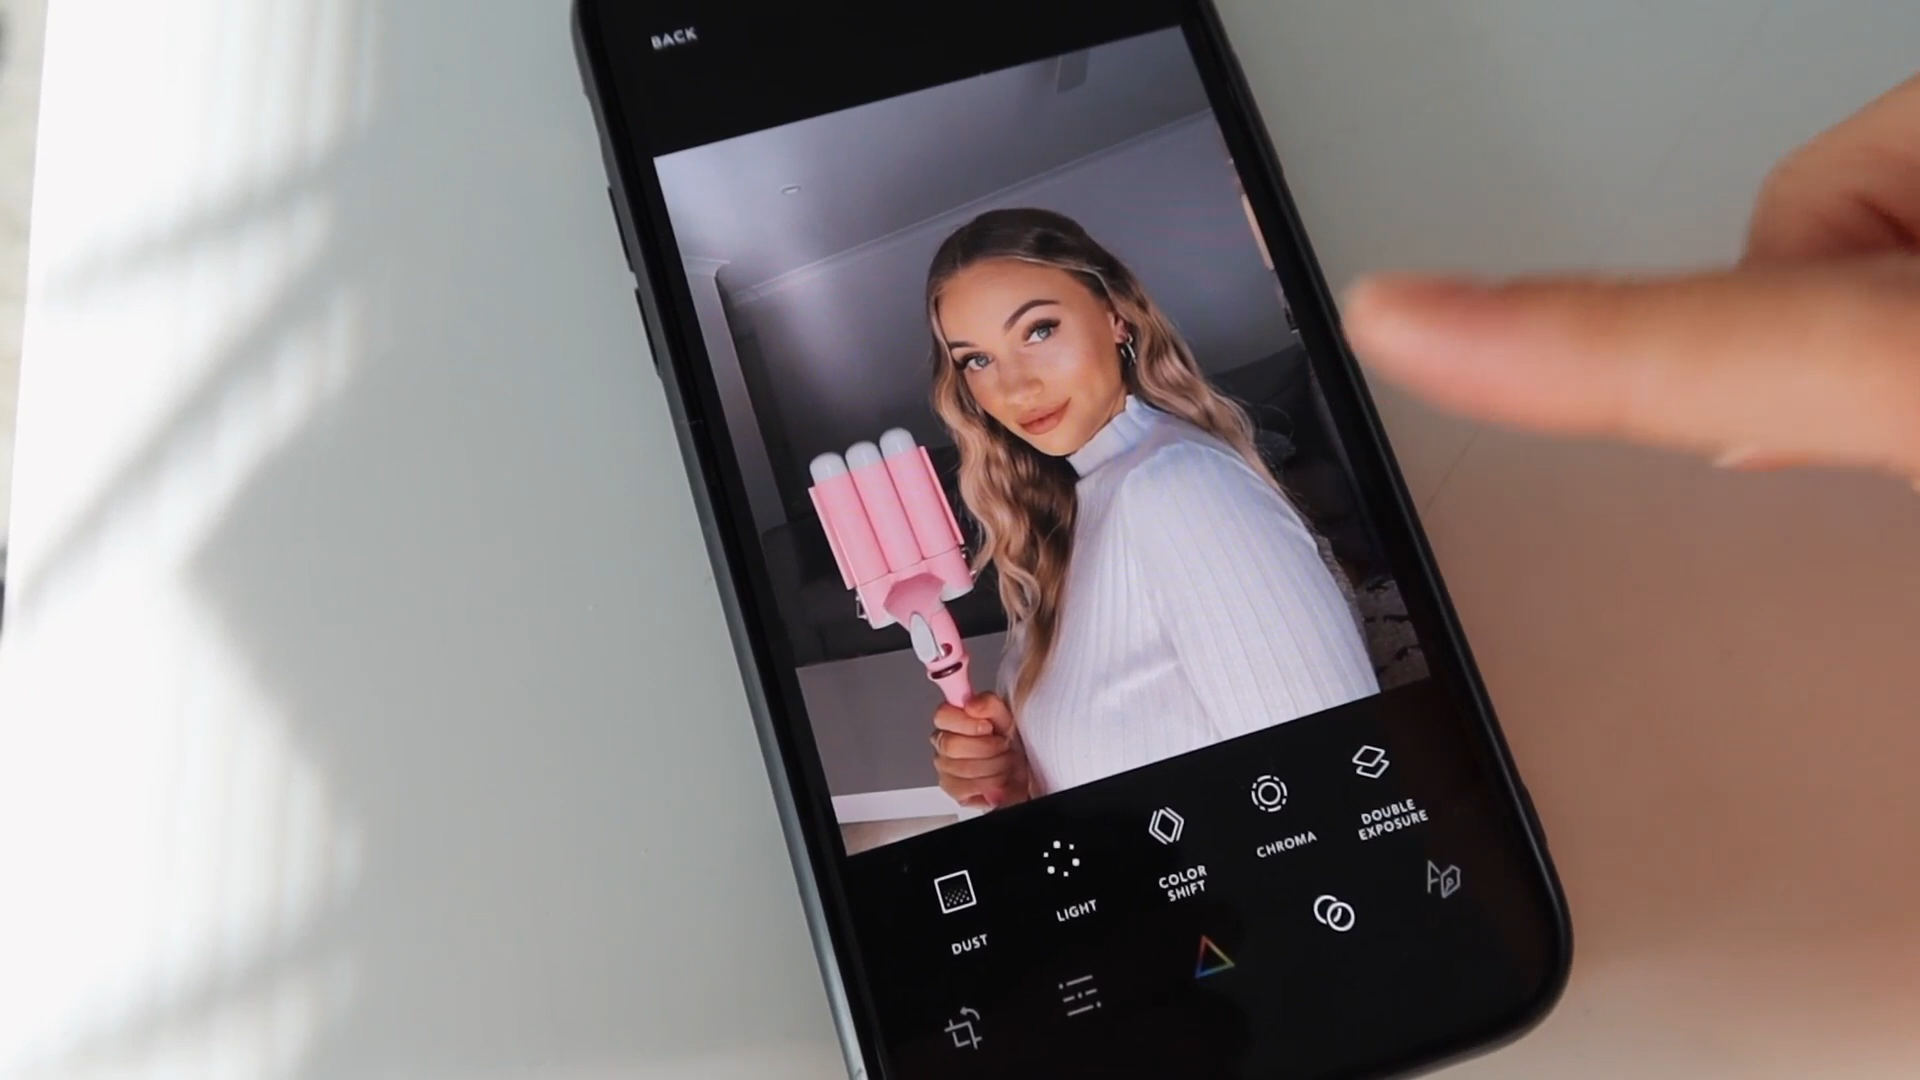 BACK
DUST
LIGHT
COLOR
SHIFT
CHROMA
DOUBLE
EXPOSURE